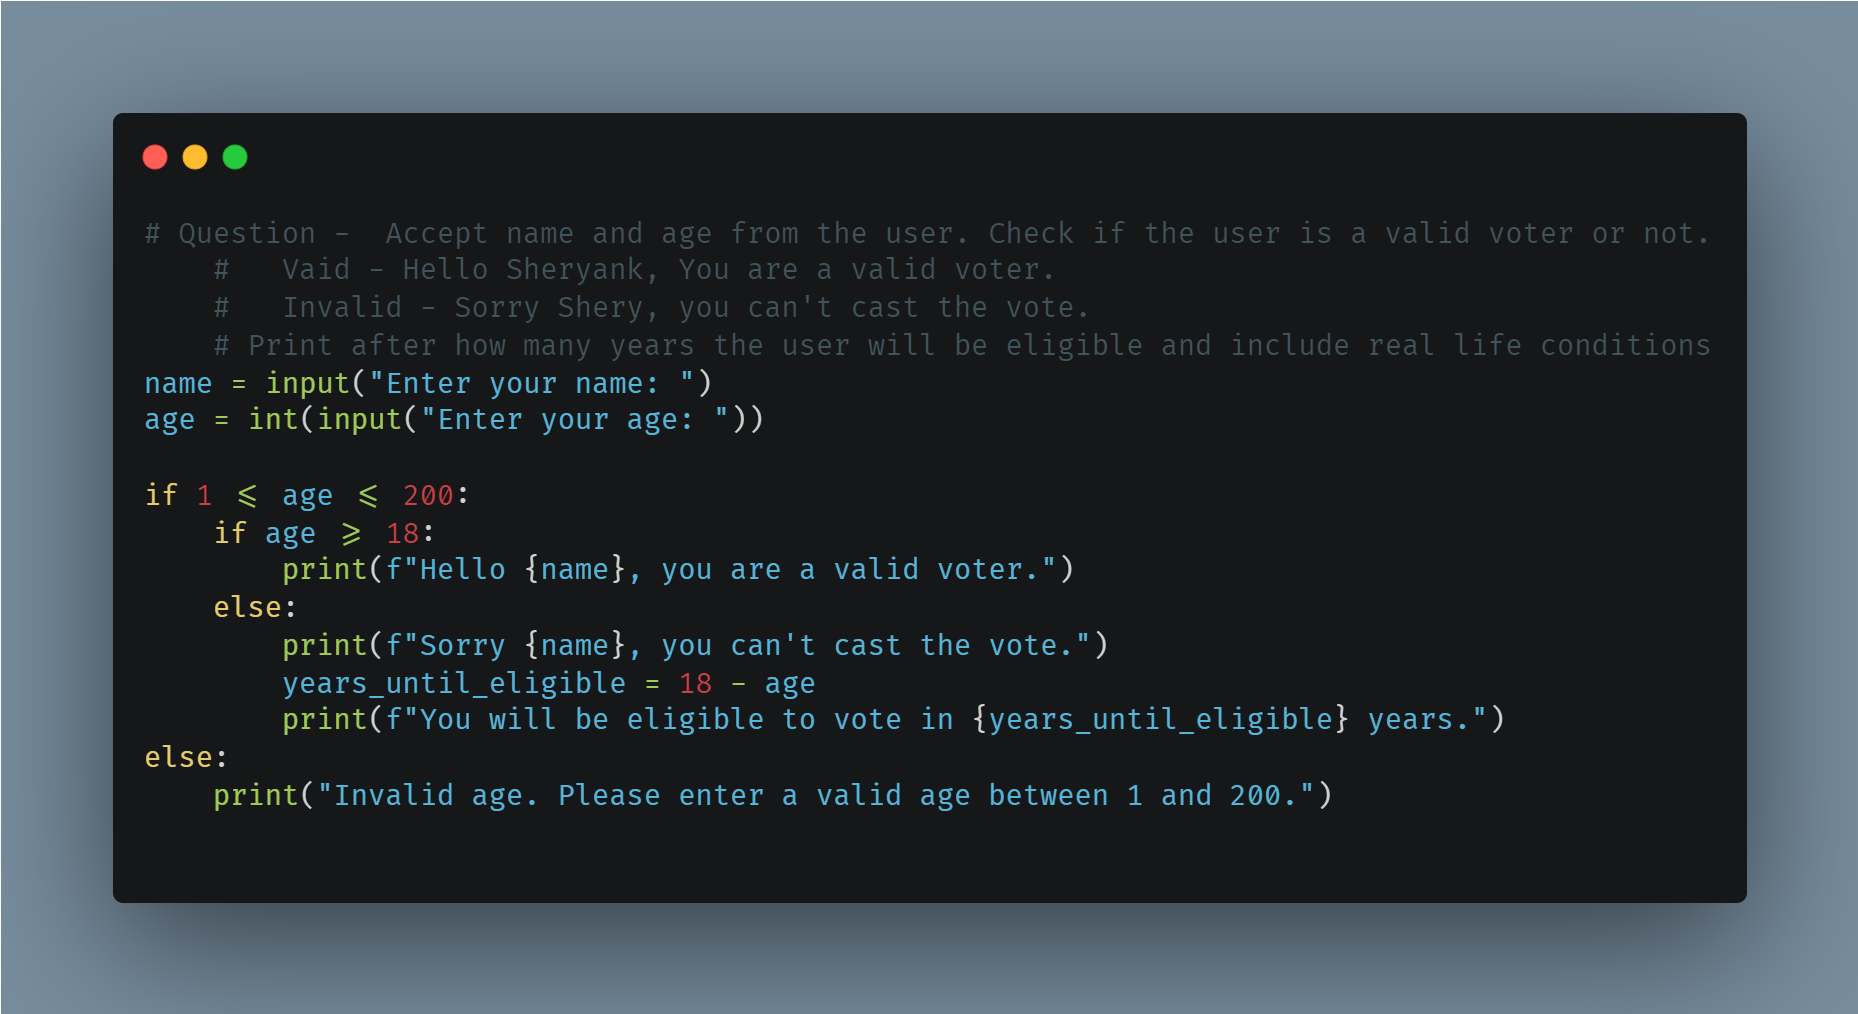 # Question -  Accept name and age from the user. Check if the user is a valid voter or not.
    #   Vaid - Hello Sheryank, You are a valid voter.
    #   Invalid - Sorry Shery, you can't cast the vote.
    # Print after how many years the user will be eligible and include real life conditions
name = input("Enter your name: ")
age = int(input("Enter your age: "))

if 1 <= age <= 200:
    if age >= 18:
        print(f"Hello {name}, you are a valid voter.")
    else:
        print(f"Sorry {name}, you can't cast the vote.")
        years_until_eligible = 18 - age
        print(f"You will be eligible to vote in {years_until_eligible} years.")
else:
    print("Invalid age. Please enter a valid age between 1 and 200.")